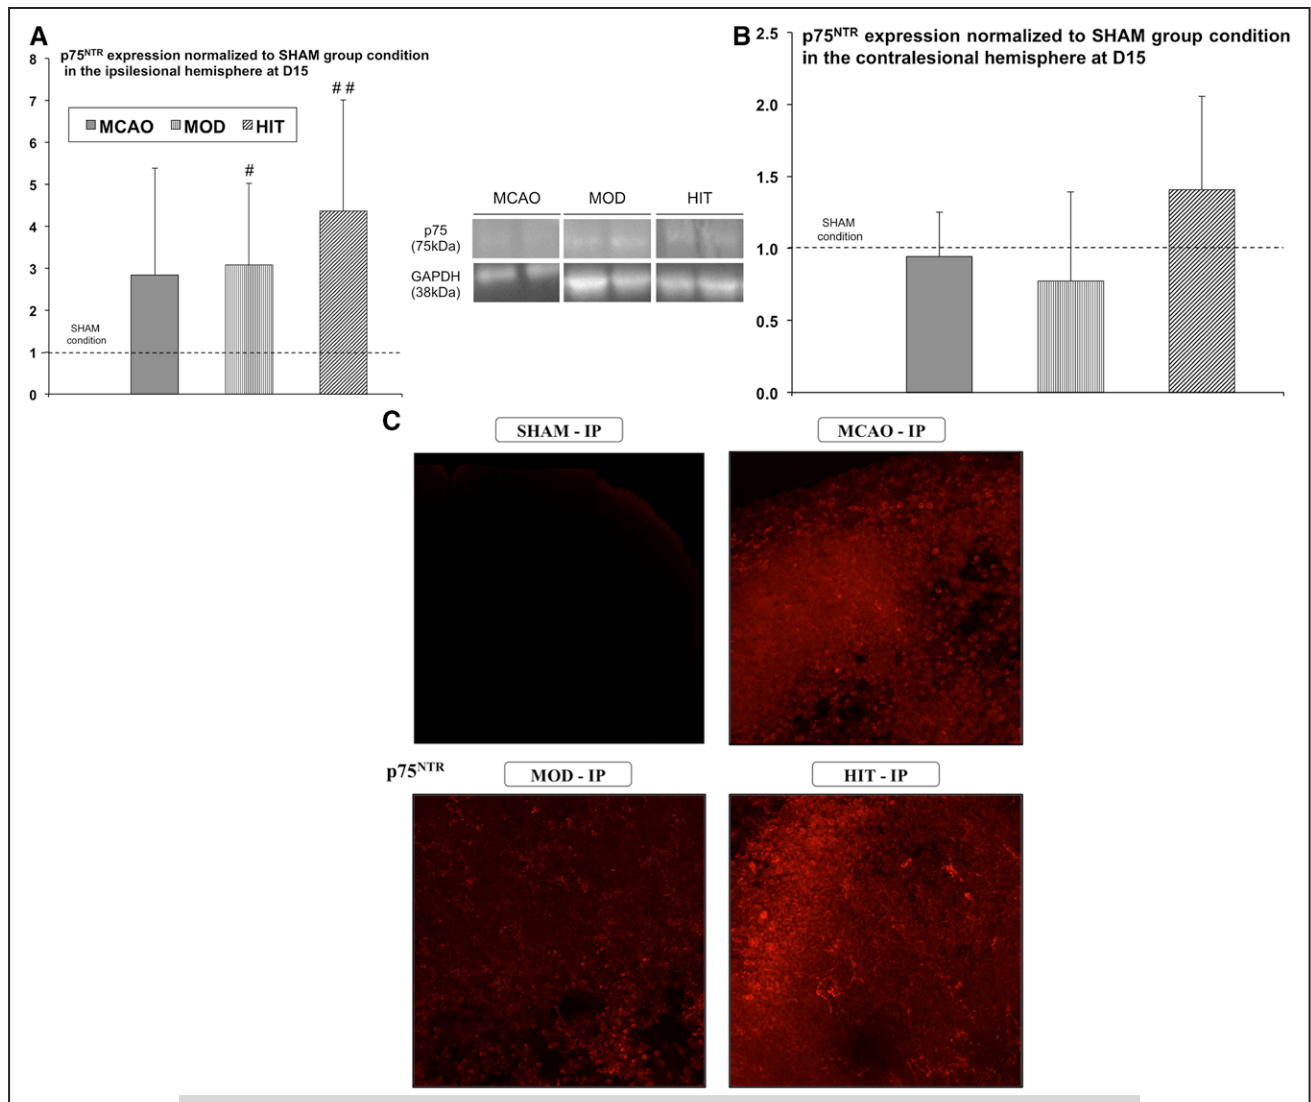 A
p75NTR expression normalized to SHAM group condition
in the ipsilesional hemisphere at D15
8
7
6
5
4
3
2
1
0
MCAO MOD HIT
#
# #
SHAM
condition
MCAO MOD HIT
p75
(75kDa)
GAPDH
(38kDa)
B
p75NTR expression normalized to SHAM group condition
in the contralesional hemisphere at D15
2.5
2.0
1.5
1.0
0.5
0.0
SHAM
condition
C
SHAM - IP
MCAO - IP
p75NTR
MOD - IP
HIT - IP